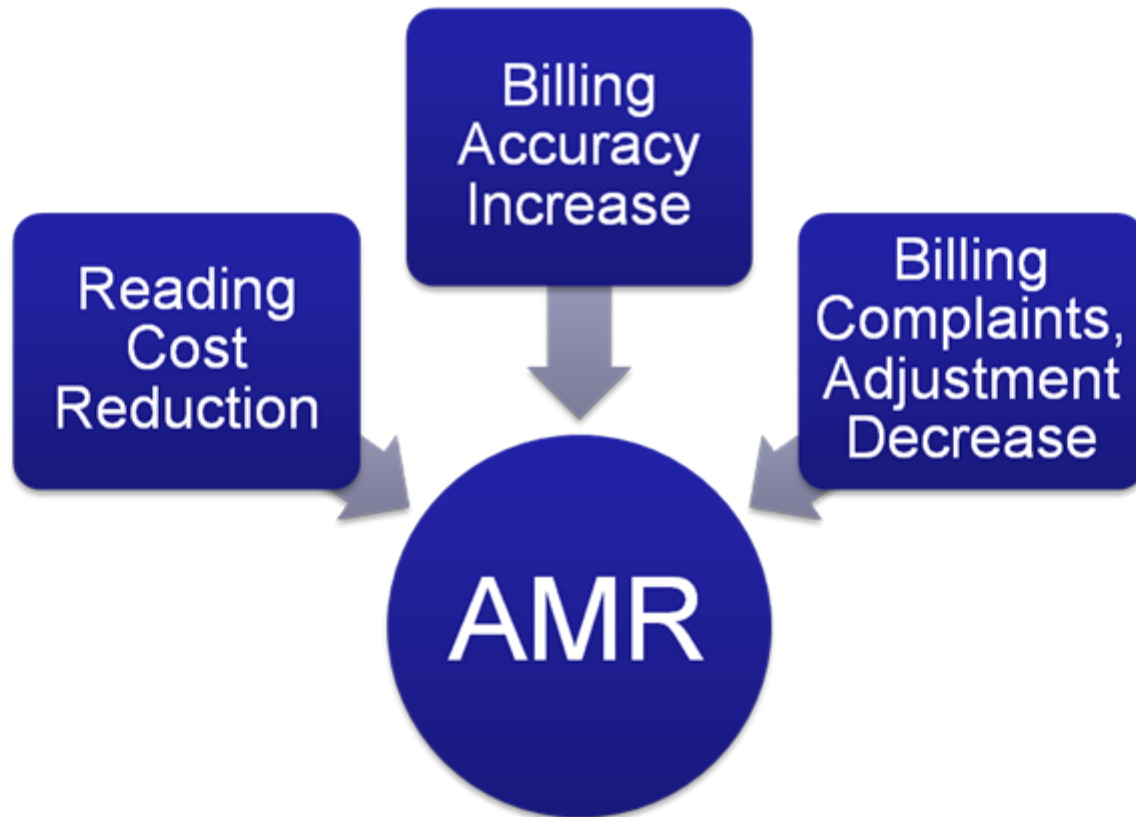 Billing
Accuracy
Increase
Reading
Cost
Reduction
Billing
Complaints,
Adjustment
Decrease
AMR